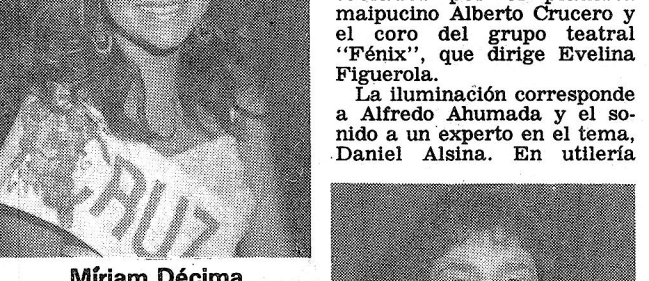 maipucino Alberto Crucero y
el coro del grupo teatral
“Fénix”, que dirige Evelina
Figuerola.
La iluminación corresponde
a Alfredo Ahumada y el so-
nido a un experto en el tema,
Daniel Alsina. En utilería
CRUZ
Míriam Décima